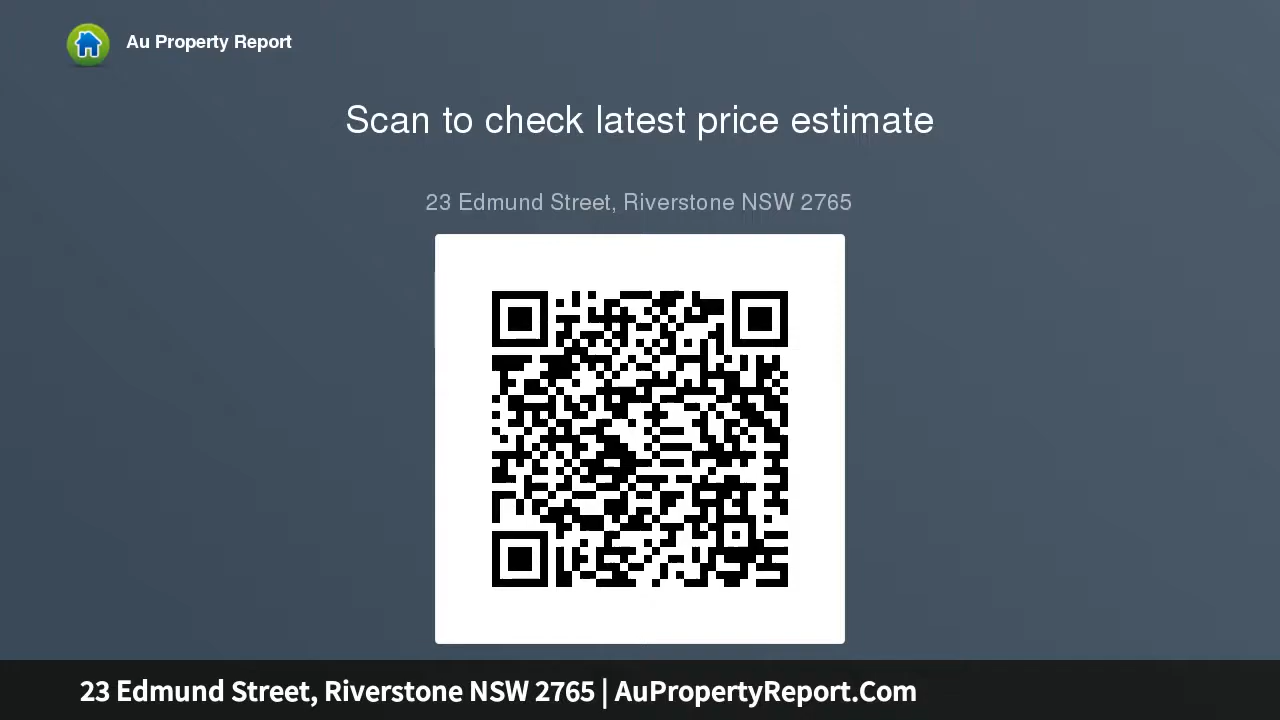 Au Property Report
Scan to check latest price estimate
23 Edmund Street, Riverstone NSW 2765
23 Edmund Street, Riverstone NSW 2765 | AuPropertyReport.Com